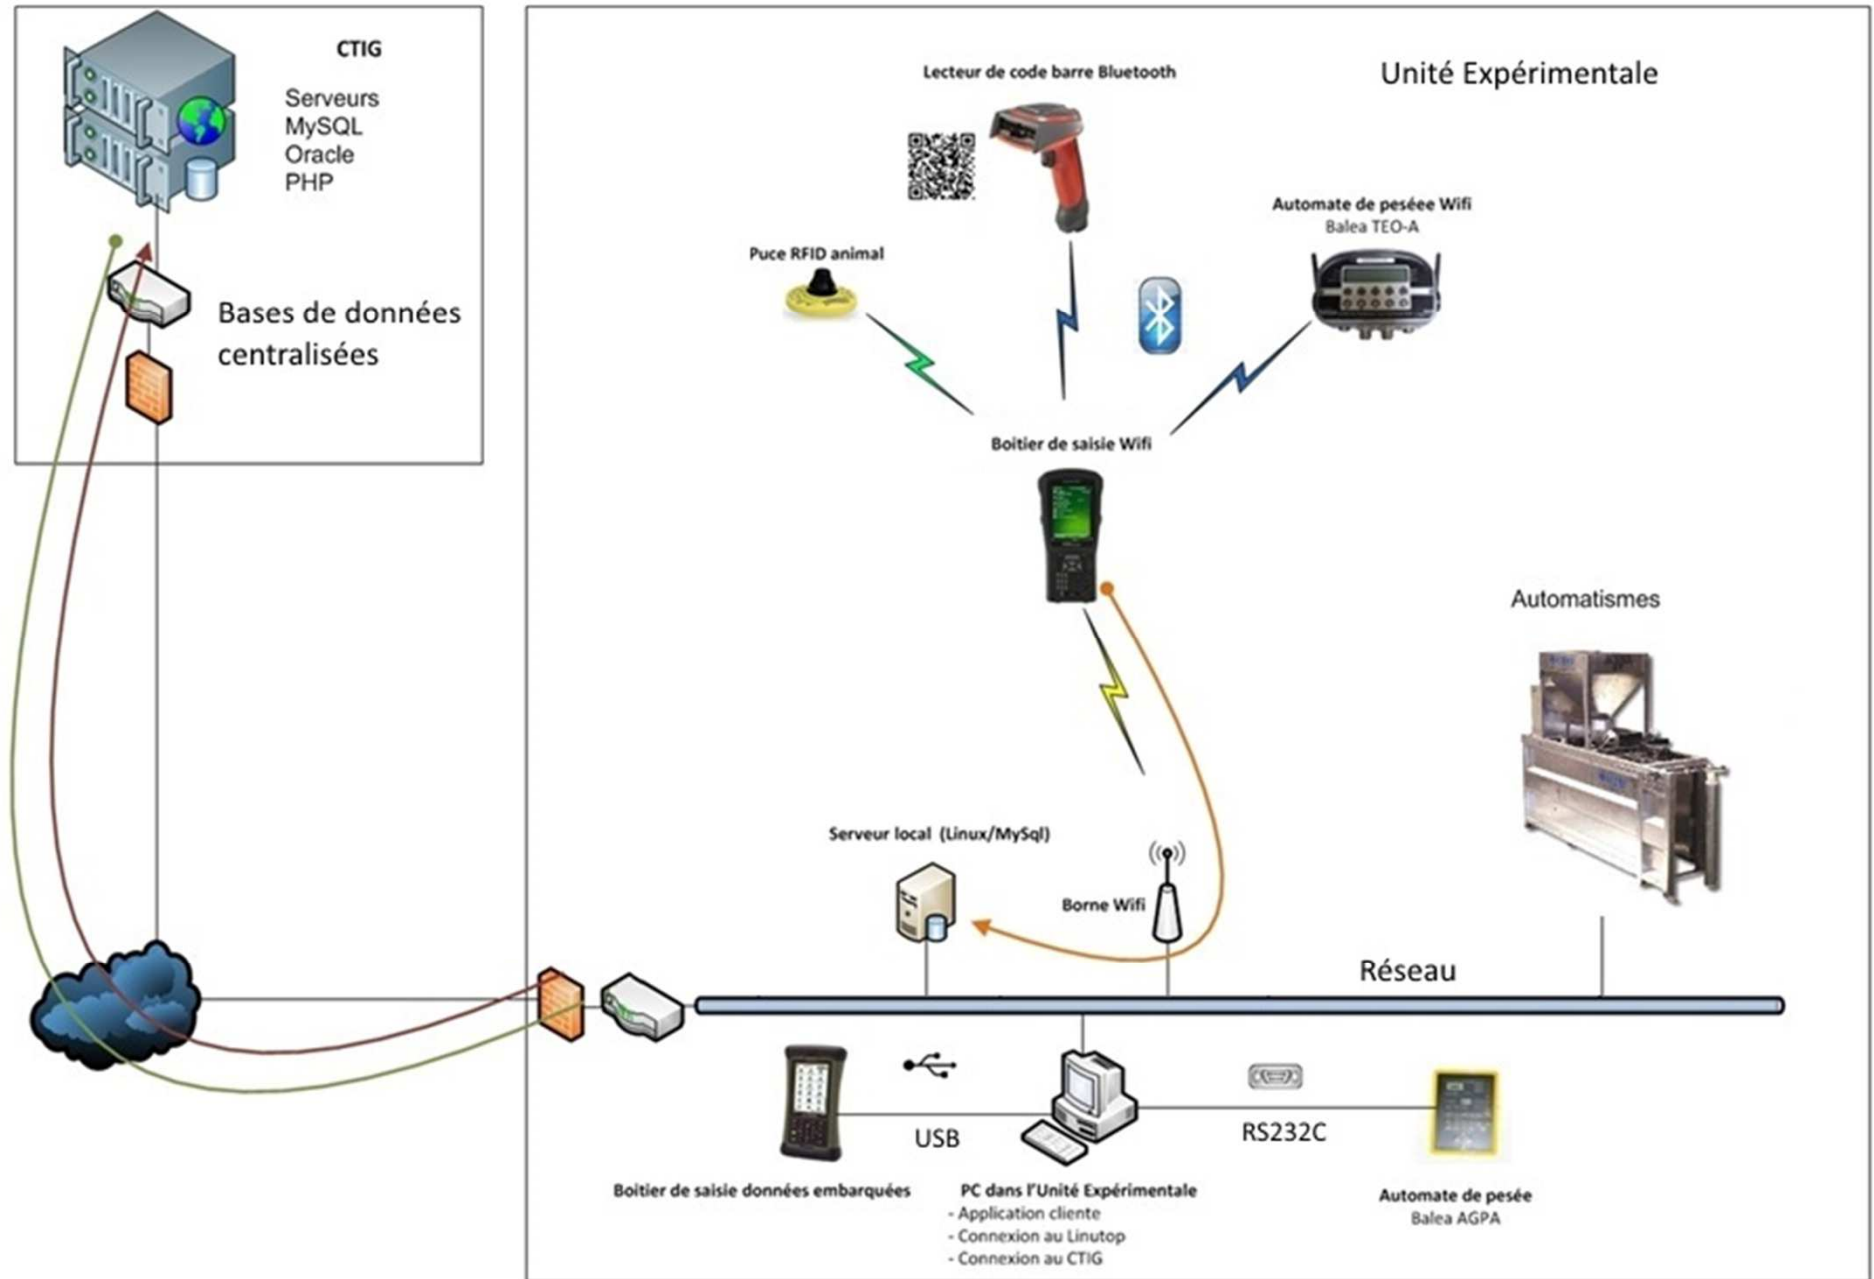 CTIG
Serveurs
MySQL
Oracle
PHP
Bases de données
centralisées
Unité Expérimentale
Lecteur de code barre Bluetooth
Automate de peséee Wifi
Balea TEO-A
Puce RFID animal
Boitier de saisie Wifi
Automatismes
Serveur local (Linux/MySql)
Borne Wifi
Réseau
USB
RS232C
Boitier de saisie données embarquées
PC dans l'Unité Expérimentale
- Application cliente
- Connexion au Linutop
- Connexion au CTIG
Automate de pesée
Balea AGPA